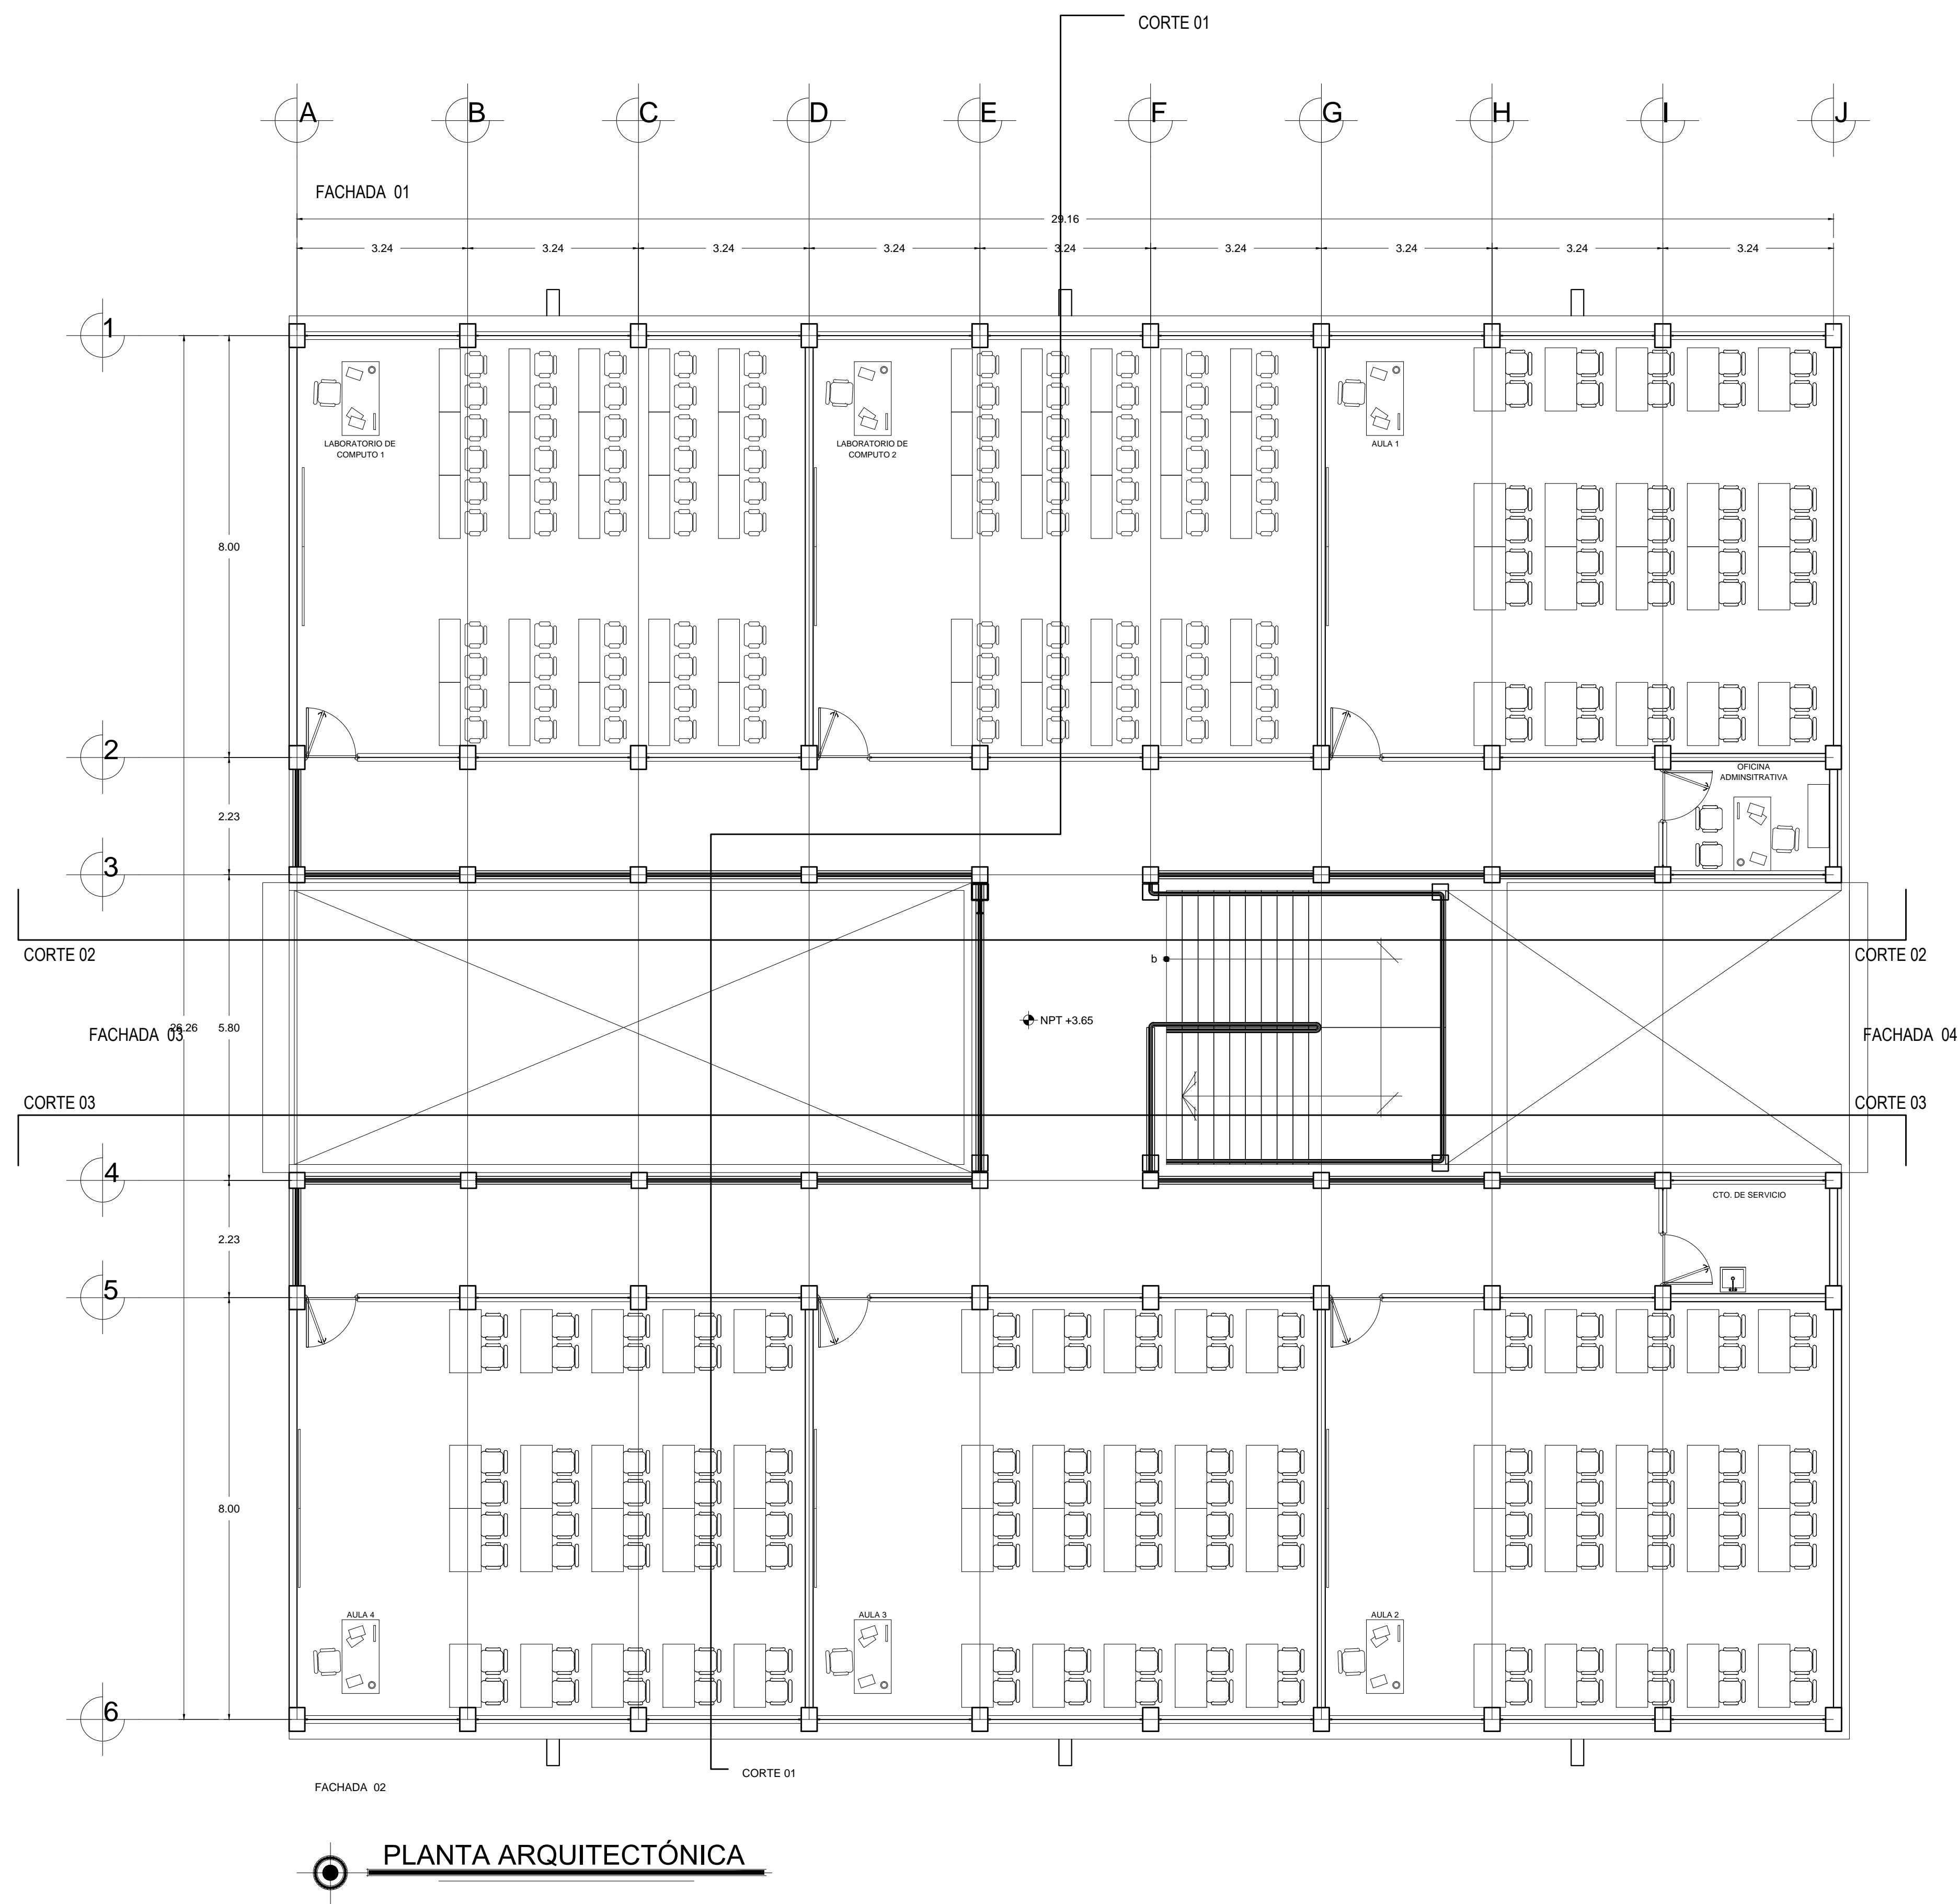 CORTE 01
A B C D E F G H I J
FACHADA 01
29.16
3.24 3.24 3.24 3.24 3.24 3.24 3.24 3.24 3.24
1
LABORATORIO DE
COMPUTO 1
LABORATORIO DE
COMPUTO 2
AULA 1
8.00
2
OFICINA
ADMINSITRATIVA
2.23
3
CORTE 02
CORTE 02
b
NPT +3.65
26.26
5.80
FACHADA 03
FACHADA 04
CORTE 03
CORTE 03
4
CTO. DE SERVICIO
2.23
5
8.00
AULA 4
AULA 3
AULA 2
6
CORTE 01
FACHADA 02
PLANTA ARQUITECTÓNICA